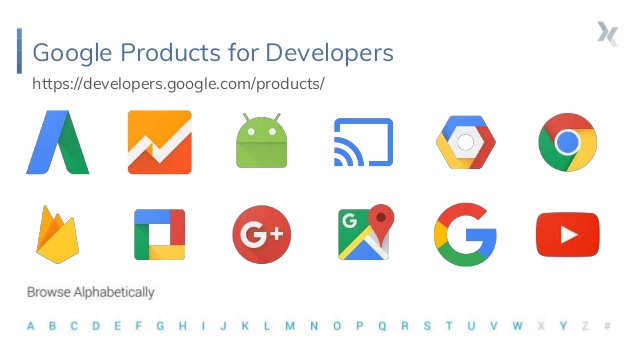 Google Products for Developers
https://developers.google.com/products/
G+
G
G
Browse Alphabetically
A B C D E F G H I J K L M N O P Q R S T U V W X Y Z #